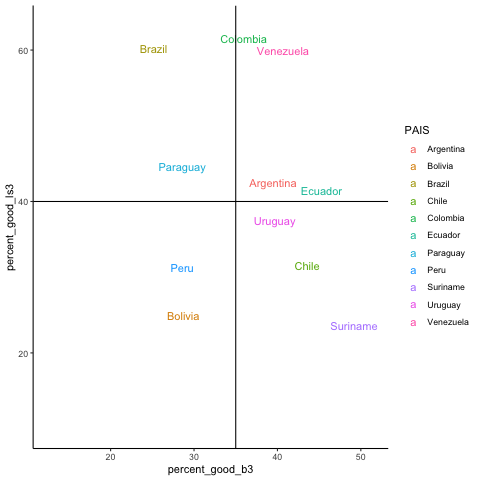 60
40
20
percent_good_ls3
Colombia
Brazil
Venezuela
Paraguay
Argentina
Ecuador
Uruguay
Peru
Chile
Bolivia
Suriname
20
30
40
50
percent_good_b3
PAIS
a Argentina
a Bolivia
a Brazil
a Chile
a Colombia
a Ecuador
a Paraguay
a Peru
a Suriname
a Uruguay
a Venezuela